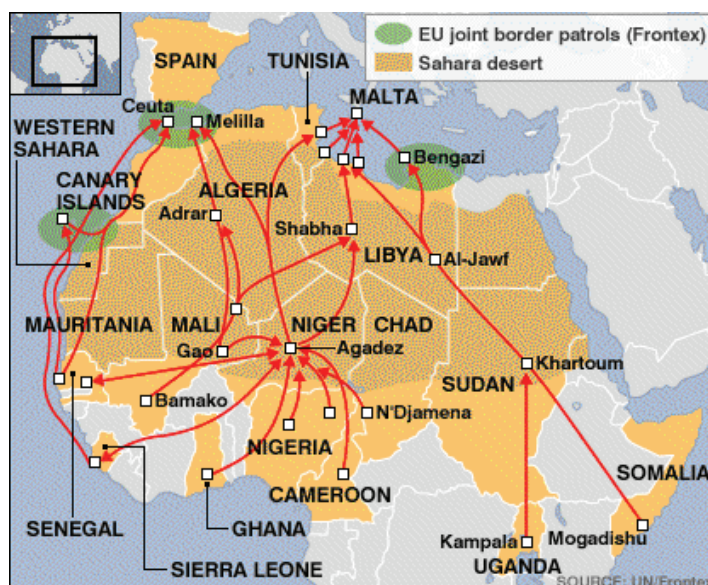 EU joint border patrols (Frontex)
Sahara desert
SPAIN
TUNISIA
MALTA
Ceuta
Melilla
WESTERN
SAHARA
Bengazi
CANARY
ISLANDS
ALGERIA
Adrar
Shabha
LIBYA
Al-Jawf
MAURITANIA
MALI
NIGER
CHAD
Gao
Agadez
Khartoum
SUDAN
Bamako
N'Djamena
NIGERIA
SOMALIA
CAMEROON
SENEGAL
GHANA
Kampala
Mogadishu
UGANDA
SIERRA LEONE
SOURCE: UN/Frontex